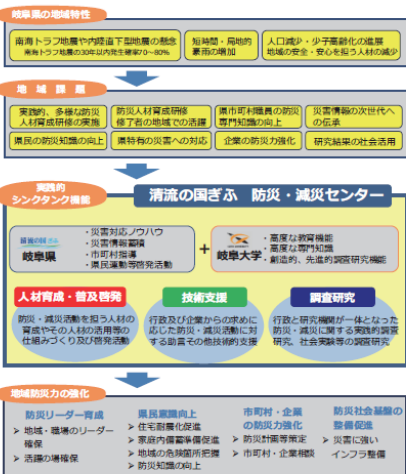 岐阜県の地域特性
南海トラフ地震や内陸直下型地震の懸念
南海トラフ地震の30年以内発生確率70～80%
短時間・局地的
豪雨の増加
人口減少・少子高齢化の進展
地域の安全・安心を担う人材の減少
地域課題
実践的、多様な防災
人材育成研修の実施
防災人材育成研修
修了者の地域での活躍
県市町村職員の防災
専門知識の向上
災害情報の次世代へ
の伝承
県民の防災知識の向上
県特有の災害への対応
企業の防災力強化
研究結果の社会活用
実践的
シンクタンク機能
清流の国ぎふ 防災・減災センター
岐阜県
・災害対応ノウハウ
・災害情報蓄積
・市町村指導
・県民運動等啓発活動
+
岐阜大学
・高度な教育機能
・高度な専門知識
・創造的、先進的調査研究機能
人材育成・普及啓発
防災・減災活動を担う人材の
育成やその人材の活用等の
仕組みづくり及び啓発活動
技術支援
行政及び企業からの求めに
応じた防災・減災活動に対
する助言その他技術的支援
調査研究
行政と研究機関が一体となった
防災・減災に関する実践的調査
研究、社会実験等の調査研究
地域防災力の強化
防災リーダー育成
➢ 地域・職場のリーダー
確保
➢ 活躍の場確保
県民意識向上
➢ 住宅耐震化促進
➢ 家庭内備蓄準備促進
➢ 地域の危険箇所把握
➢ 防災知識の向上
市町村・企業
の防災力強化
➢ 防災計画等策定
➢ 市町村・企業相談
防災社会基盤の
整備促進
➢ 災害に強い
インフラ整備